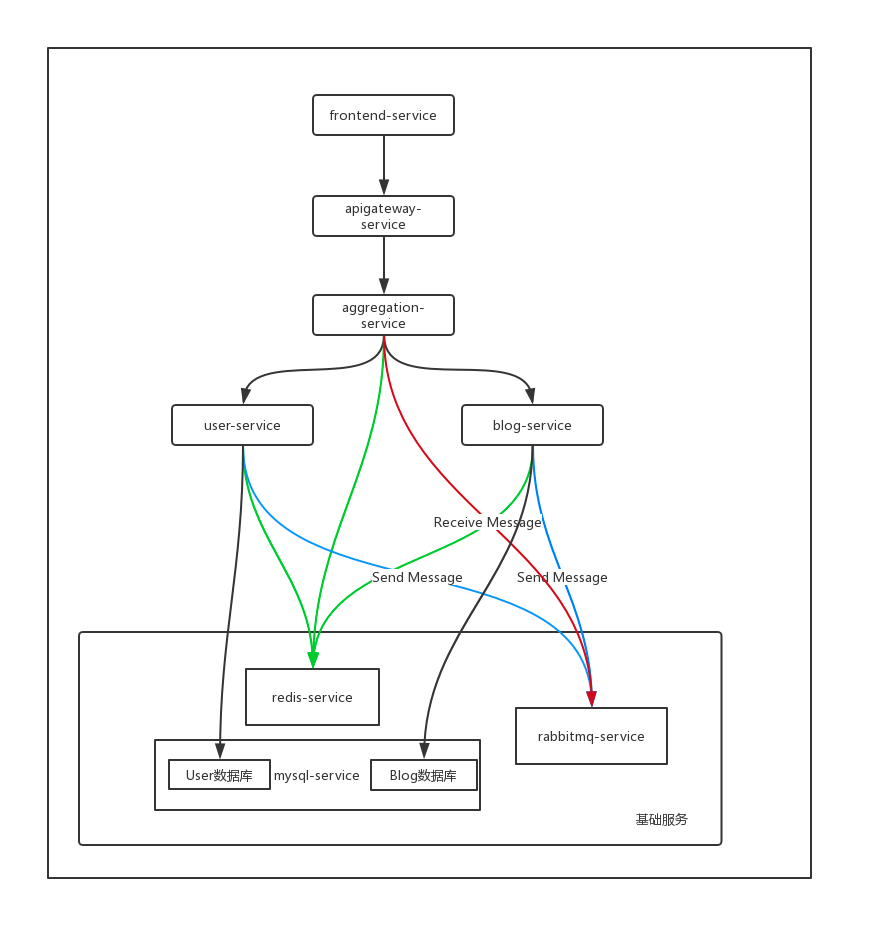 frontend-service
apigateway-
service
aggregation-
service
user-service
blog-service
Receive Message
Send Message
Send Message
redis-service
rabbitmq-service
User数据库
mysql-service
Blog数据库
基础服务